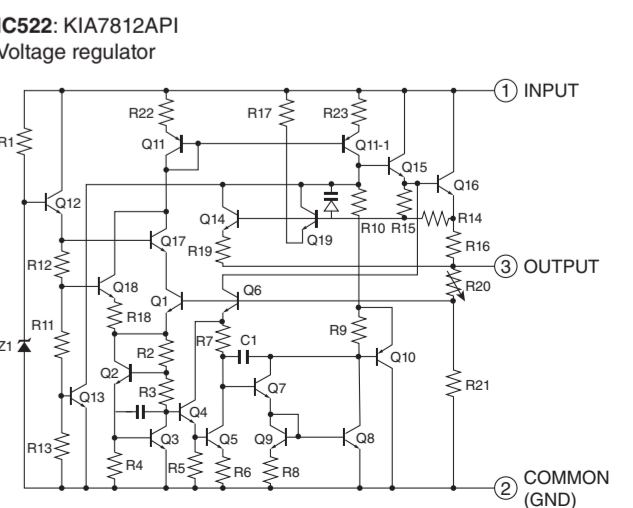 IC522: KIA7812API
Voltage regulator
1 INPUT
R22 R17 R23
R1 Q11 Q11-1
Q15
Q12 Q16
Q14 R10 R15 R14
Q17 R19 Q19 R16
R12 3 OUTPUT
Q18 Q1 Q6 R20
R18
R11 R9
Z1 R2 R7 C1 Q10
Q2 R3 Q7 R21
Q13 Q4
Q3 Q5 Q9 Q8
R13 R4 R5 R6 R8
2 COMMON
(GND)